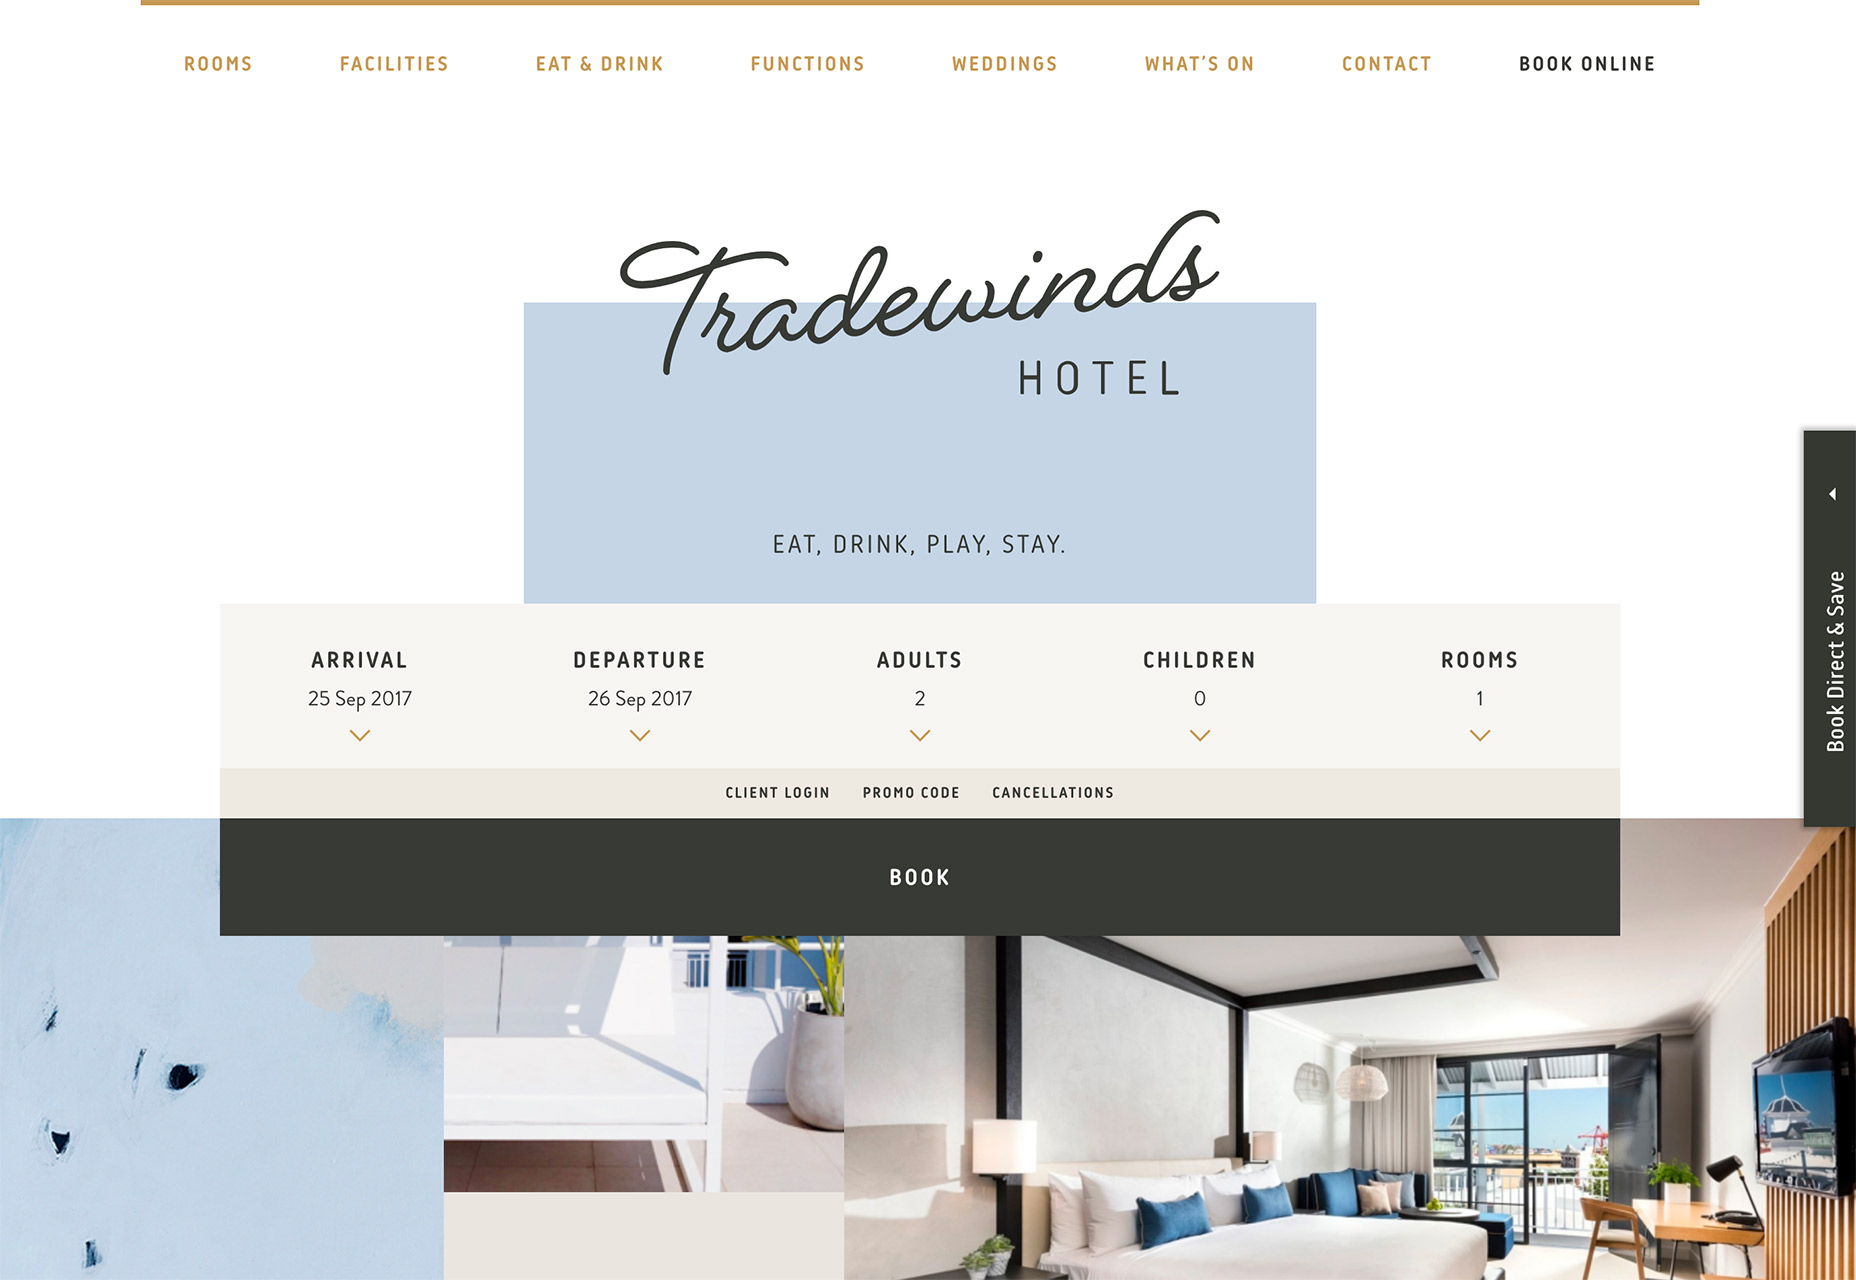 ROOMS FACILITIES EAT & DRINK FUNCTIONS WEDDINGS WHAT'S ON CONTACT BOOK ONLINE
Tradewinds
HOTEL
EAT, DRINK, PLAY, STAY.
ARRIVAL DEPARTURE ADULTS CHILDREN ROOMS
25 Sep 2017 26 Sep 2017 2 0 1
CLIENT LOGIN PROMO CODE CANCELLATIONS
BOOK
Book Direct & Save